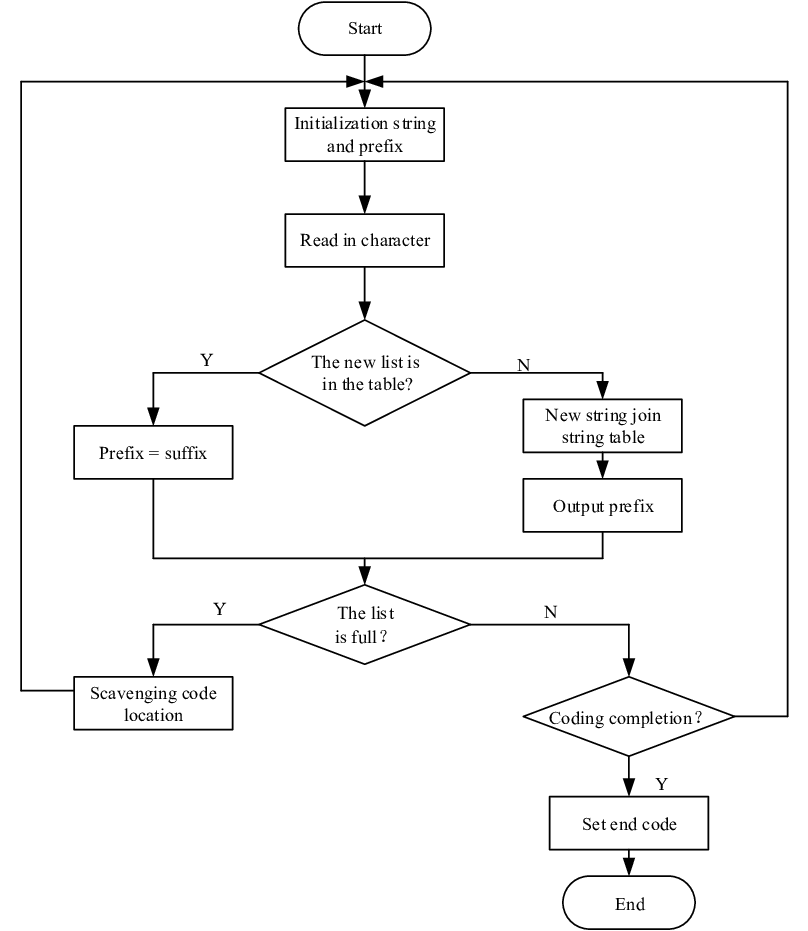 Start
Initialization string
and prefix
Read in character
Y
The new list is
in the table?
N
New string join
string table
Prefix = suffix
Output prefix
Y
The list
is full?
N
Scavenging code
location
Coding completion?
Y
Set end code
End